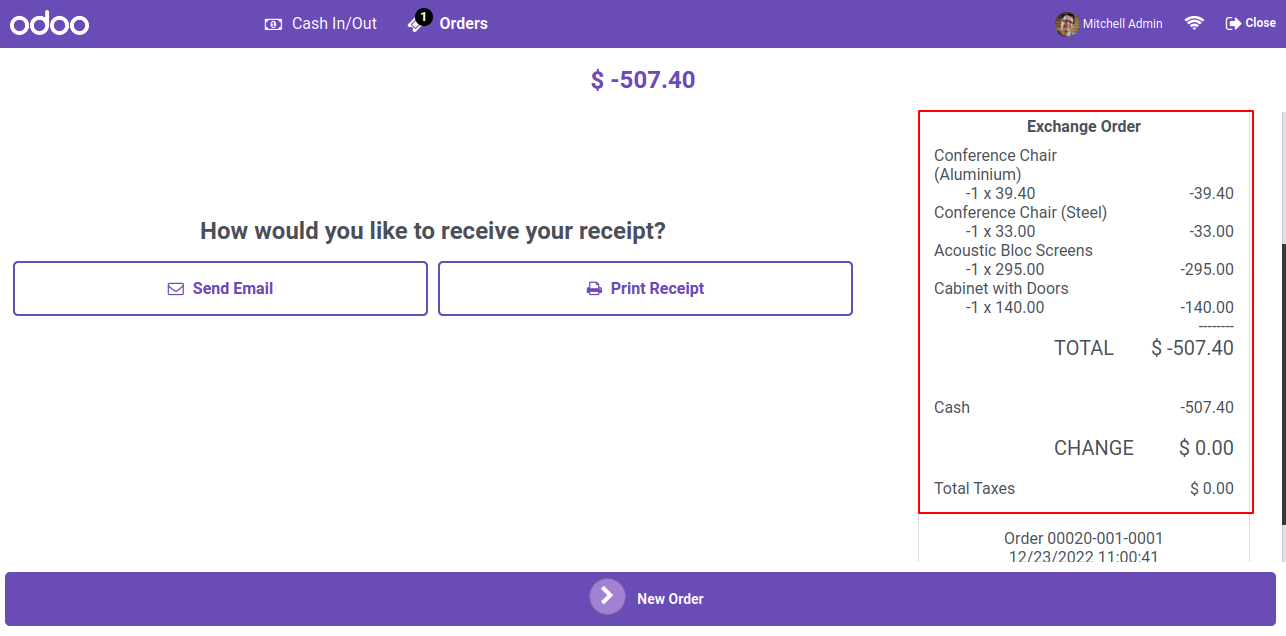 odoo Cash In/Out 1 Orders Mitchell Admin Close
$ -507.40
How would you like to receive your receipt?
Send Email Print Receipt
Exchange Order
Conference Chair
(Aluminium)
-1 x 39.40 -39.40
Conference Chair (Steel)
-1 x 33.00 -33.00
Acoustic Bloc Screens
-1 x 295.00 -295.00
Cabinet with Doors
-1 x 140.00 -140.00
--------
TOTAL $ -507.40
Cash -507.40
CHANGE $ 0.00
Total Taxes $ 0.00
Order 00020-001-0001
12/23/2022 11:00:41
New Order